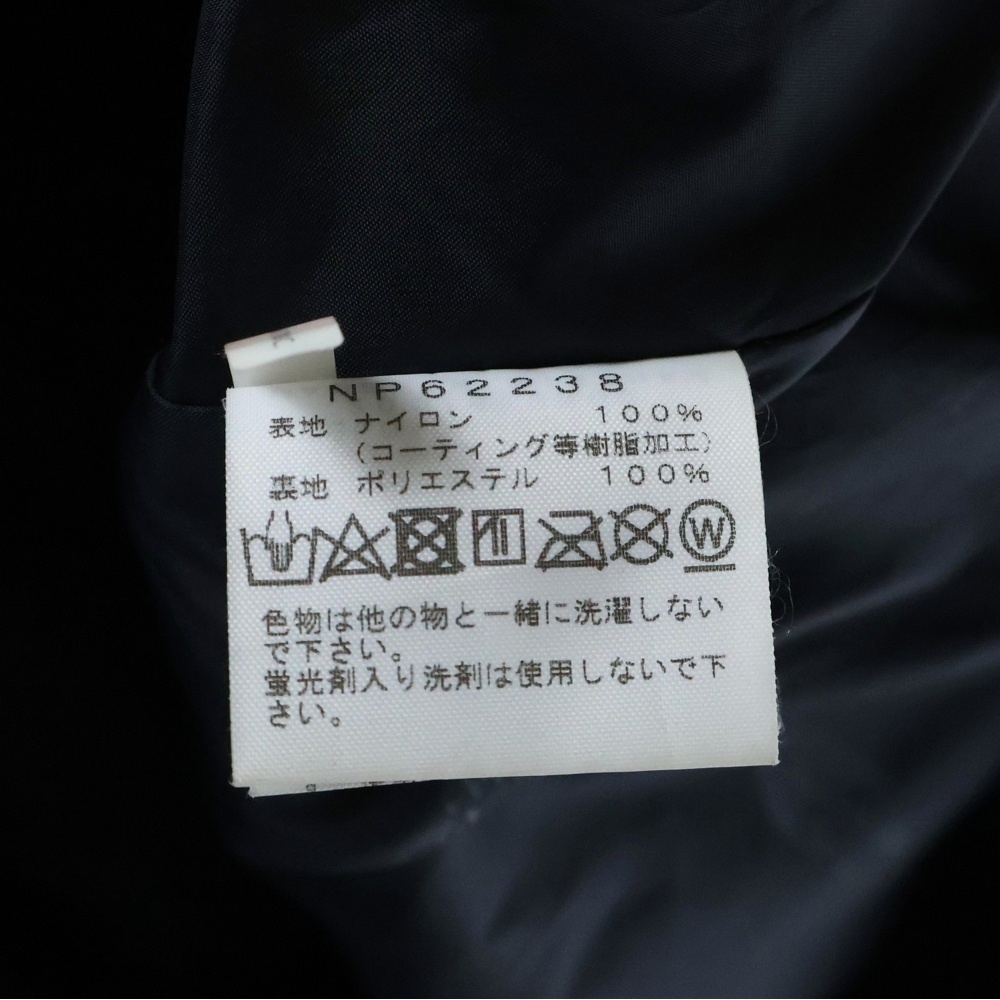 NP62238
表地 ナイロン 100%
(コーティング等樹脂加工)
裏地 ポリエステル 100%
W
色物は他の物と一緒に洗濯しない
で下さい。
蛍光剤入り洗剤は使用しないで下
さい。